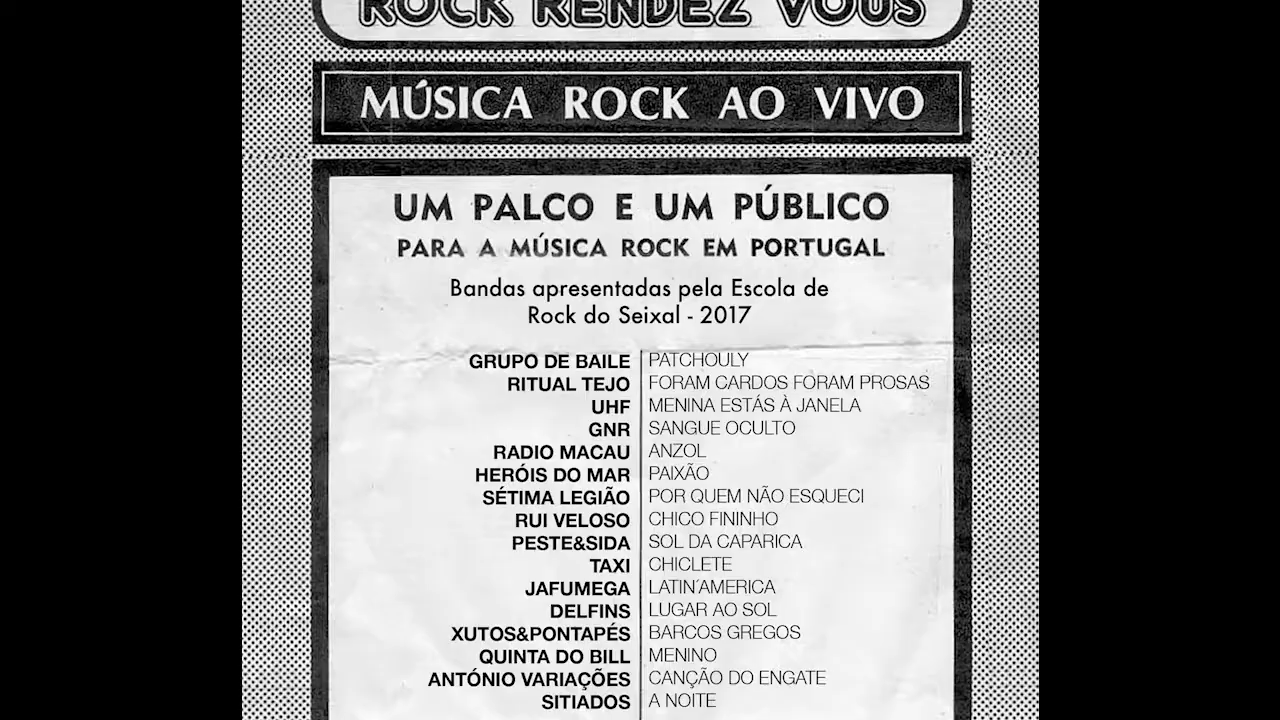 ROCK RENDEZ VOUS
MÚSICA ROCK AO VIVO
UM PALCO E UM PÚBLICO
PARA A MÚSICA ROCK EM PORTUGAL
Bandas apresentadas pela Escola de
Rock do Seixal - 2017
GRUPO DE BAILE PATCHOULY
RITUAL TEJO FORAM CARDOS FORAM PROSAS
UHF MENINA ESTÁS À JANELA
GNR SANGUE OCULTO
RADIO MACAU ANZOL
HERÓIS DO MAR PAIXÃO
SÉTIMA LEGIÃO POR QUEM NÃO ESQUECI
RUI VELOSO CHICO FININHO
PESTE&SIDA SOL DA CAPARICA
TAXI CHICLETE
JAFUMEGA LATIN´AMERICA
DELFINS LUGAR AO SOL
XUTOS&PONTAPÉS BARCOS GREGOS
QUINTA DO BILL MENINO
ANTÓNIO VARIAÇÕES CANÇÃO DO ENGATE
SITIADOS A NOITE